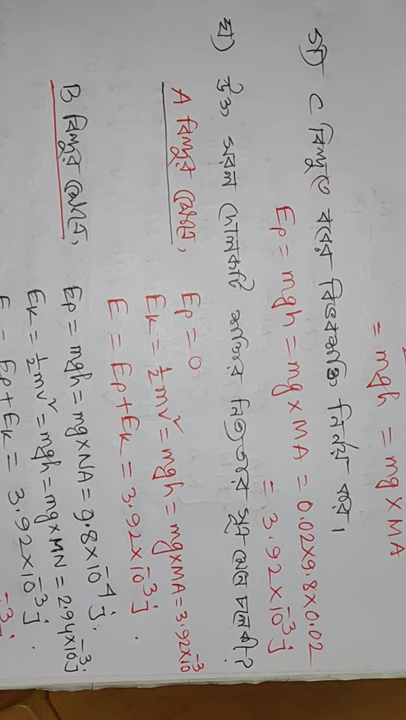 = mgh = mg × MA
গ) C বিন্দুতে ববের বিভবশক্তি নির্ণয় কর।
Ep = mgh = mg × MA = 0.02×9.8×0.02
= 3.92×10⁻³ j
ঘ) উক্ত সরল দোলকটি শক্তির নিত্যতার সূত্র মেনে চলে কী?
A বিন্দুর ক্ষেত্রে,
Ep = 0
Ek = ½mv² = mgh = mg×MA = 3.92×10⁻³
E = Ep + Ek = 3.92×10⁻³ j .
B বিন্দুর ক্ষেত্রে,
Ep = mgh = mg×NA = 9.8×10⁻⁴ j.
Ek = ½mv² = mgh = mg×MN = 2.94×10⁻³ j
E = Ep + Ek = 3.92×10⁻³ j .